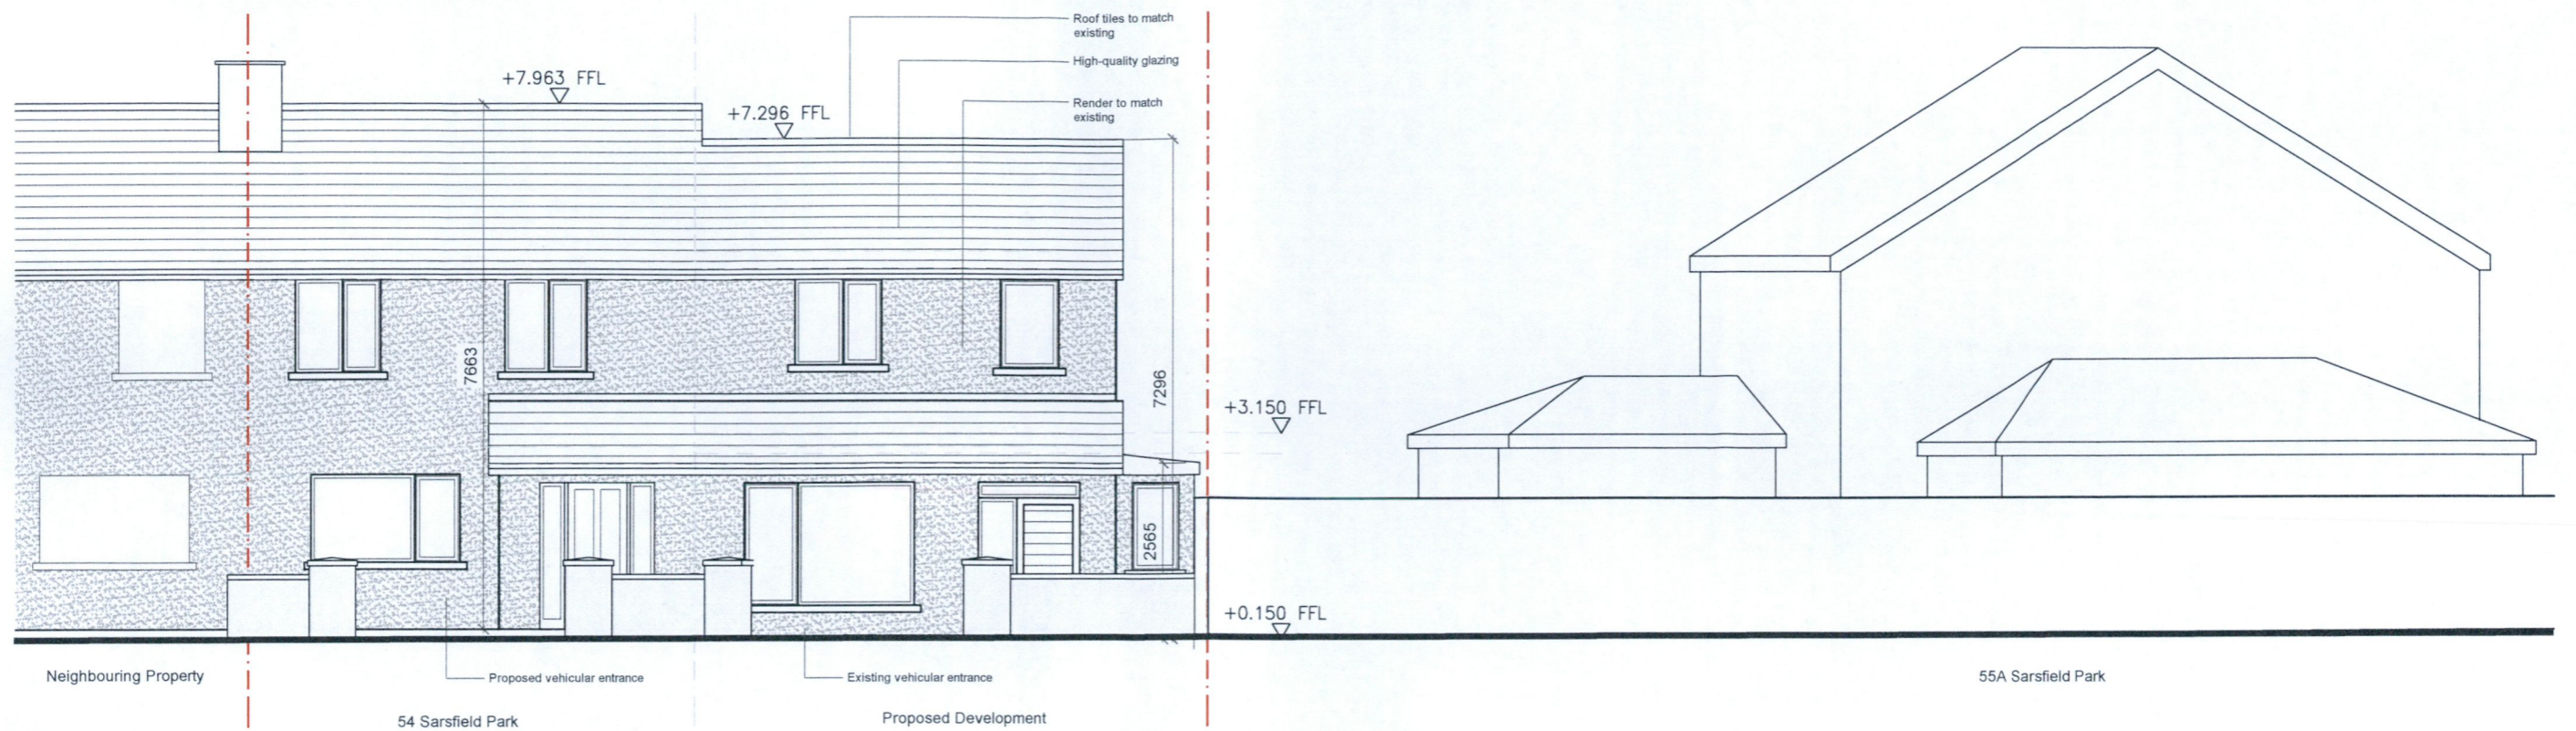 Roof tiles to match
existing
High-quality glazing
Render to match
existing
+7.963 FFL
+7.296 FFL
7663
7296
+3.150 FFL
2565
+0.150 FFL
Neighbouring Property
Proposed vehicular entrance
Existing vehicular entrance
55A Sarsfield Park
54 Sarsfield Park
Proposed Development